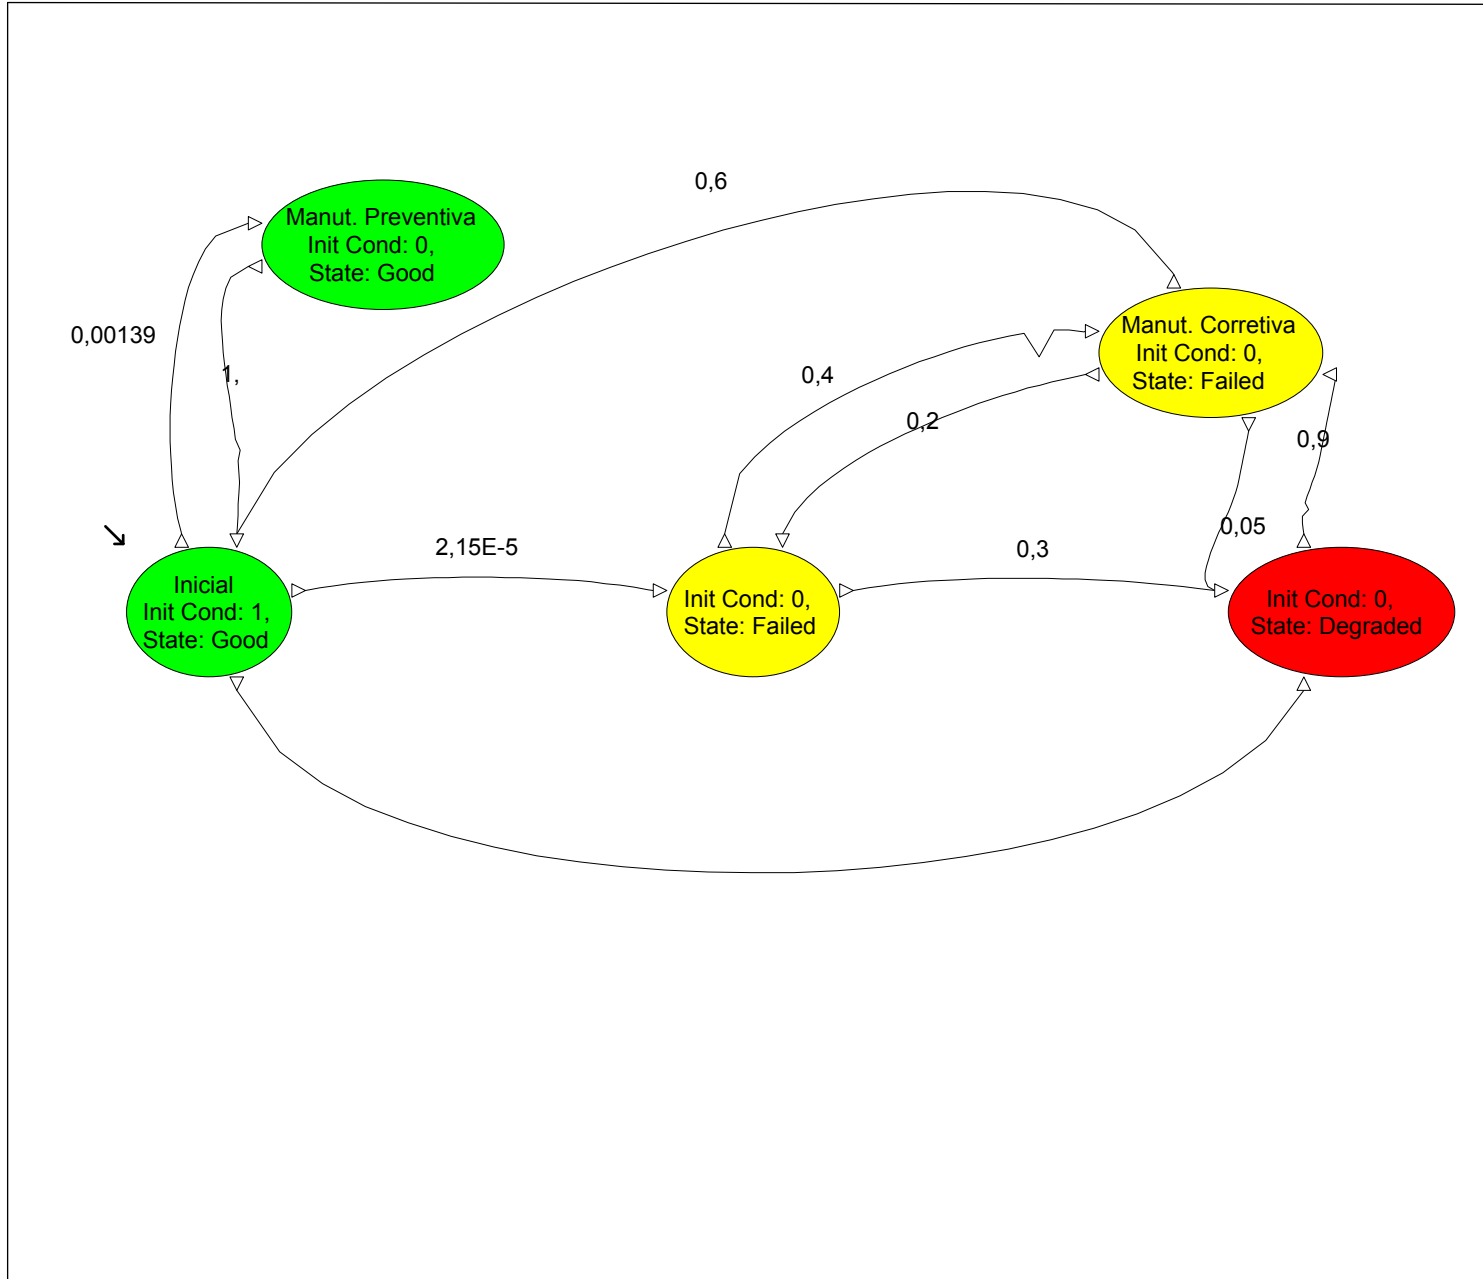 0,6
Manut. Preventiva
Init Cond: 0,
State: Good
0,00139
1,
Manut. Corretiva
Init Cond: 0,
State: Failed
0,4
0,2
0,9
0,05
2,15E-5
0,3
Inicial
Init Cond: 1,
State: Good
Init Cond: 0,
State: Failed
Init Cond: 0,
State: Degraded